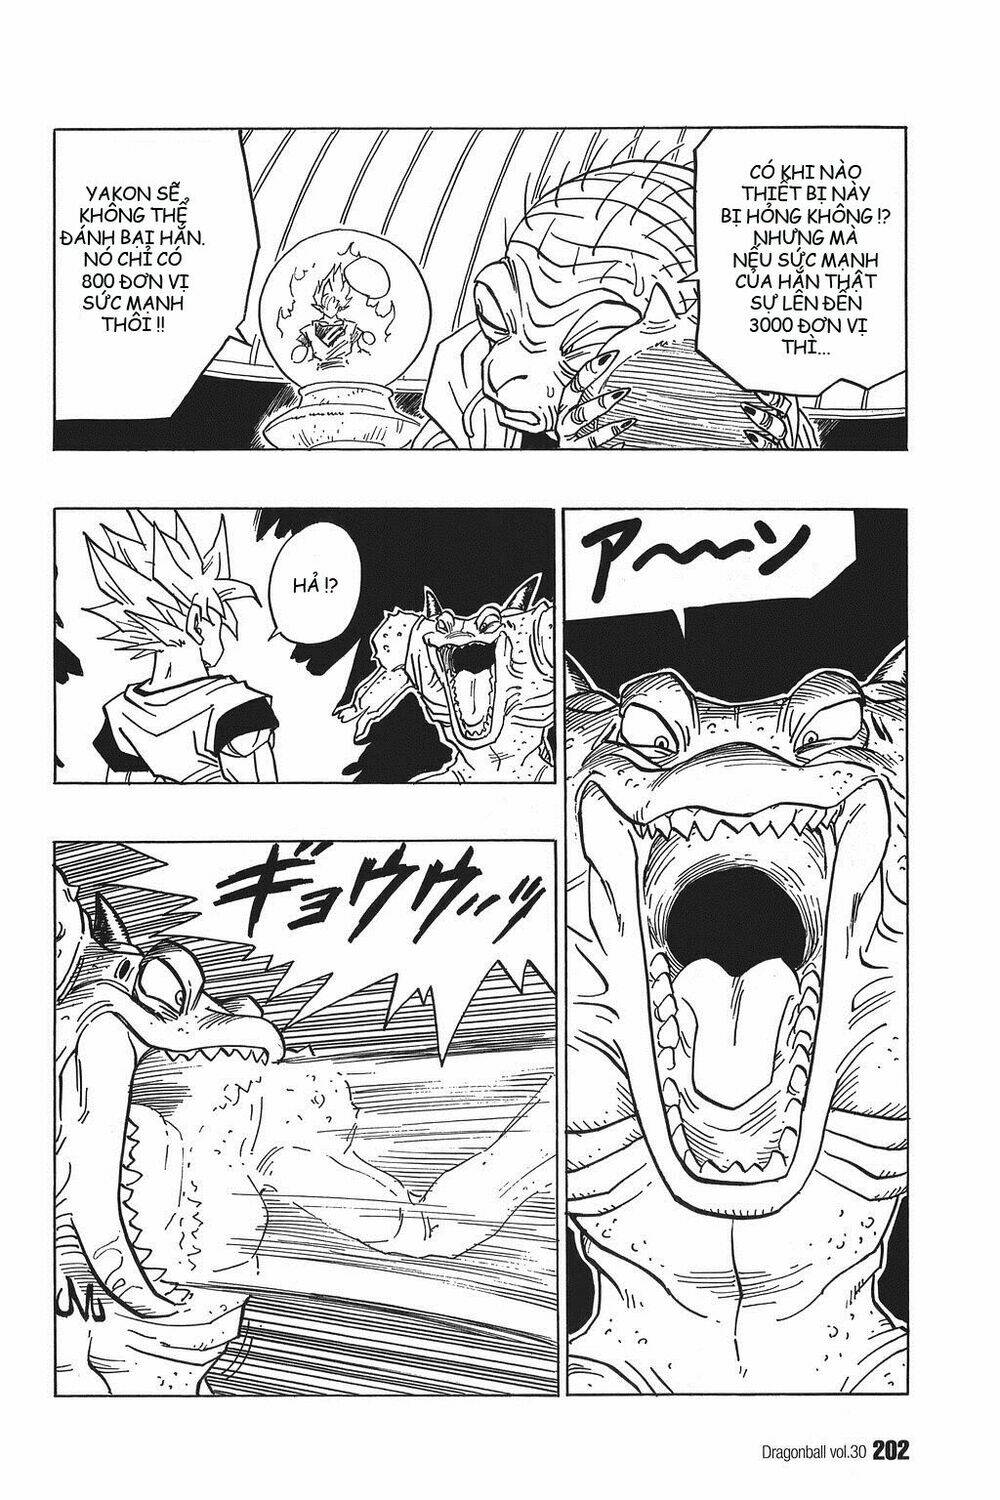 CÓ KHI NÀO
THIẾT BỊ NÀY
BỊ HỎNG KHÔNG !?
NHƯNG MÀ
NẾU SỨC MẠNH
CỦA HẮN THẬT
SỰ LÊN ĐẾN
3000 ĐƠN VỊ
THÌ...
YAKON SẼ
KHÔNG THỂ
ĐÁNH BẠI HẮN.
NÓ CHỈ CÓ
800 ĐƠN VỊ
SỨC MẠNH
THÔI !!
ア〜〜ン
HẢ !?
ギョウウ...ッ
Dragonball vol.30 202